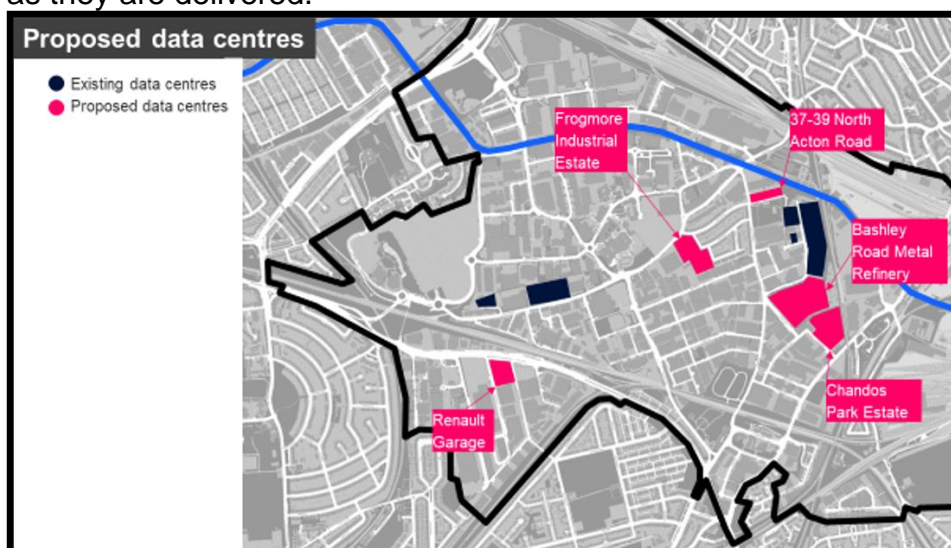 as they are delivered.
Proposed data centres
Existing data centres
Proposed data centres
Frogmore
Industrial
Estate
37-39 North
Acton Road
Bashley
Road Metal
Refinery
Chandos
Park Estate
Renault
Garage